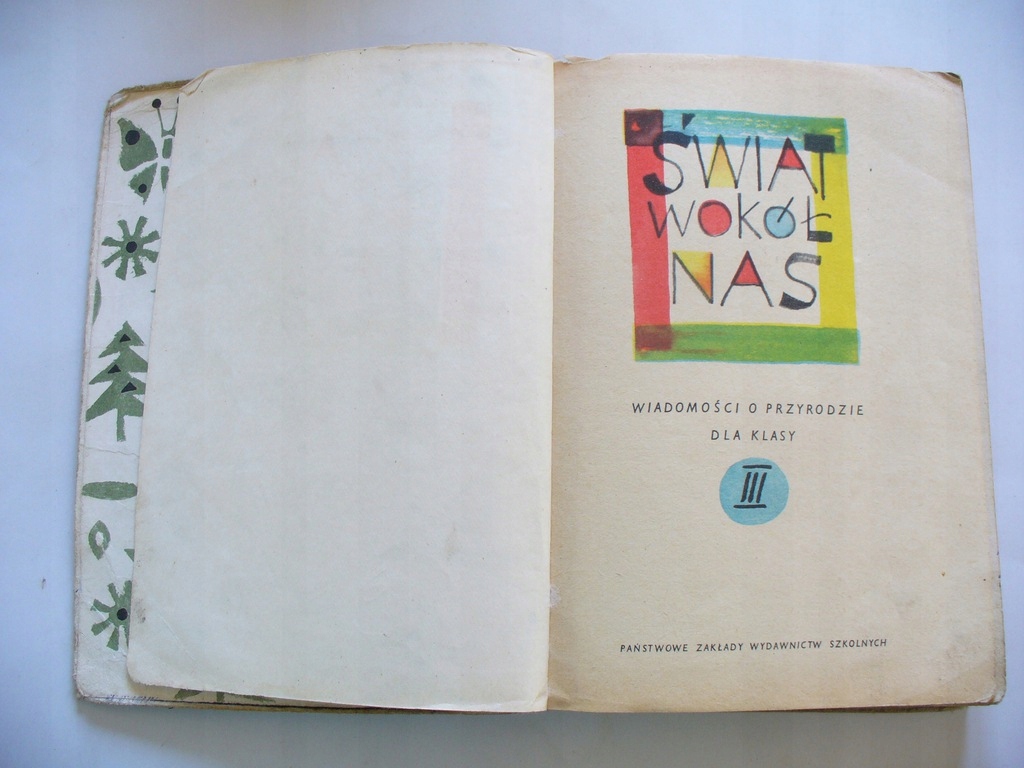 ŚWIAT
WOKÓŁ
NAS
WIADOMOŚCI O PRZYRODZIE
DLA KLASY
III
PAŃSTWOWE ZAKŁADY WYDAWNICTW SZKOLNYCH